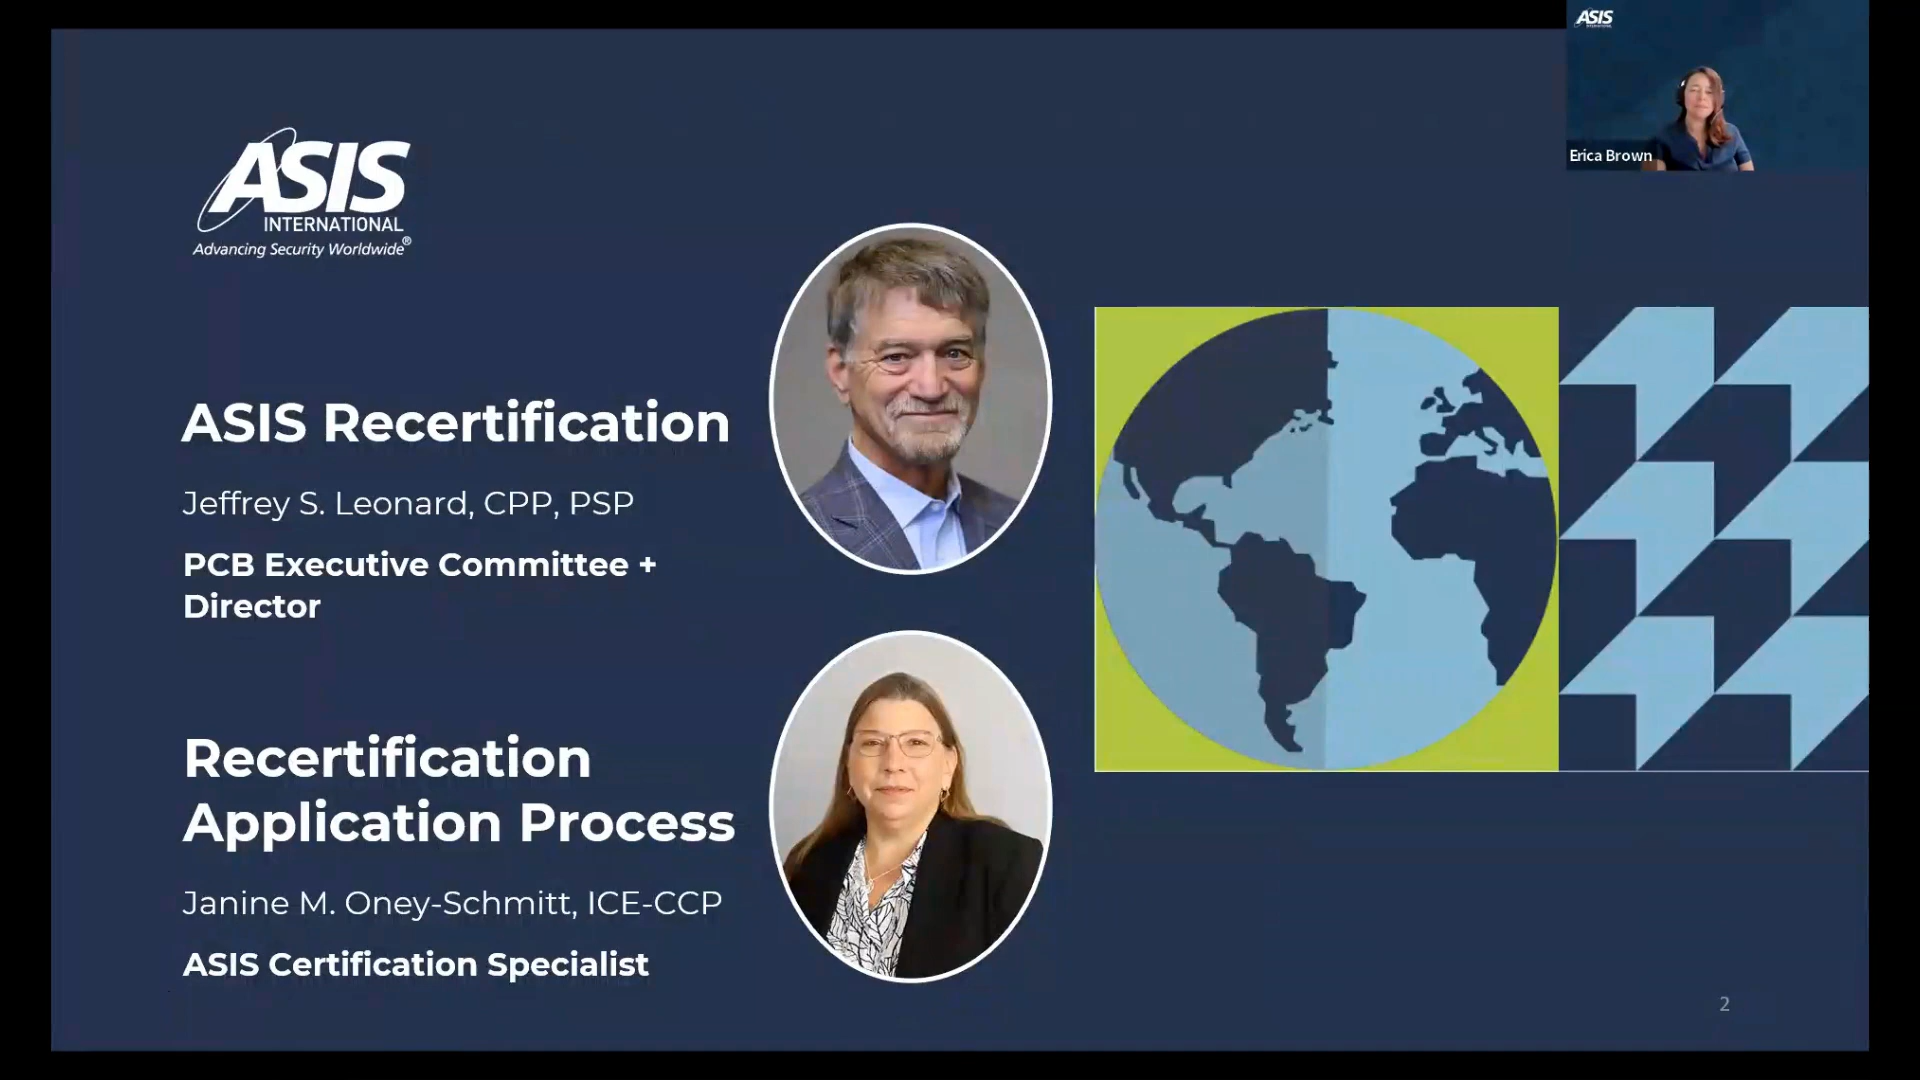 ASIS
INTERNATIONAL
Advancing Security Worldwide®
ASIS Recertification
Jeffrey S. Leonard, CPP, PSP
PCB Executive Committee +
Director
Recertification
Application Process
Janine M. Oney-Schmitt, ICE-CCP
ASIS Certification Specialist
ASIS
Erica Brown
2